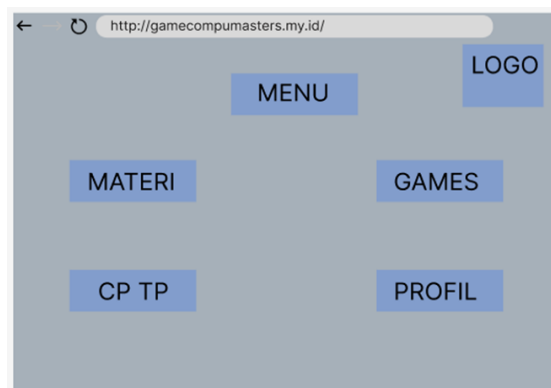 http://gamecompumasters.my.id/
LOGO
MENU
MATERI
GAMES
CP TP
PROFIL